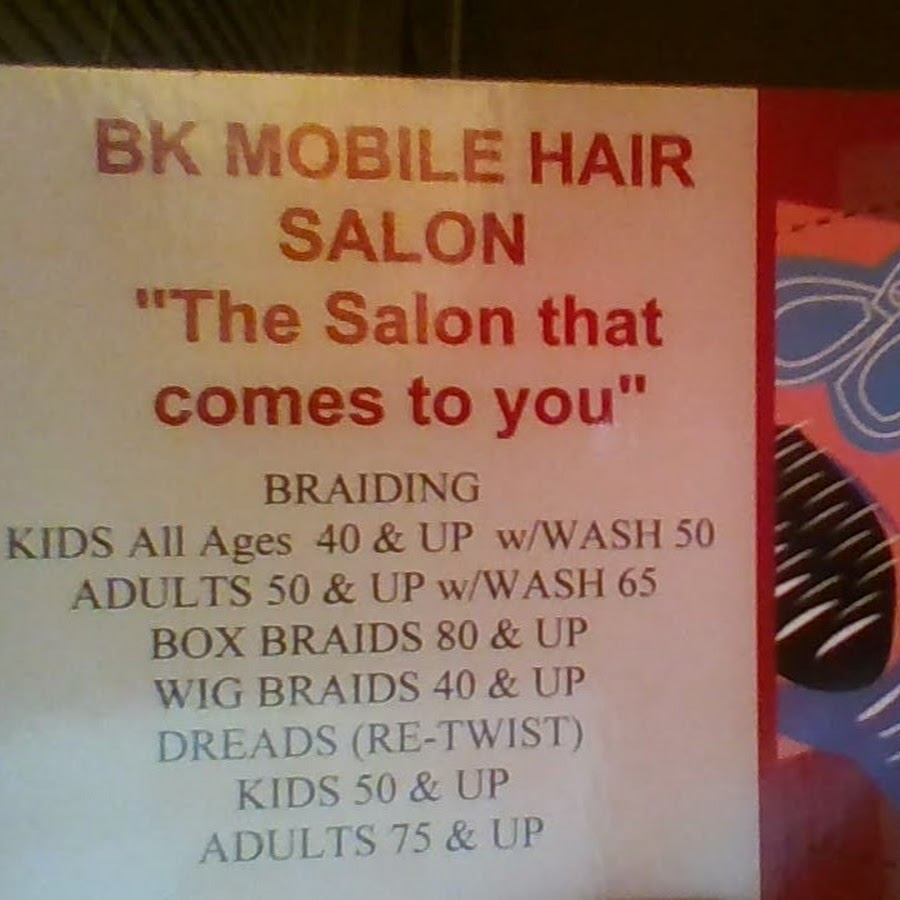 BK MOBILE HAIR
SALON
"The Salon that
comes to you"
BRAIDING
KIDS All Ages 40 & UP w/WASH 50
ADULTS 50 & UP w/WASH 65
BOX BRAIDS 80 & UP
WIG BRAIDS 40 & UP
DREADS (RE-TWIST)
KIDS 50 & UP
ADULTS 75 & UP